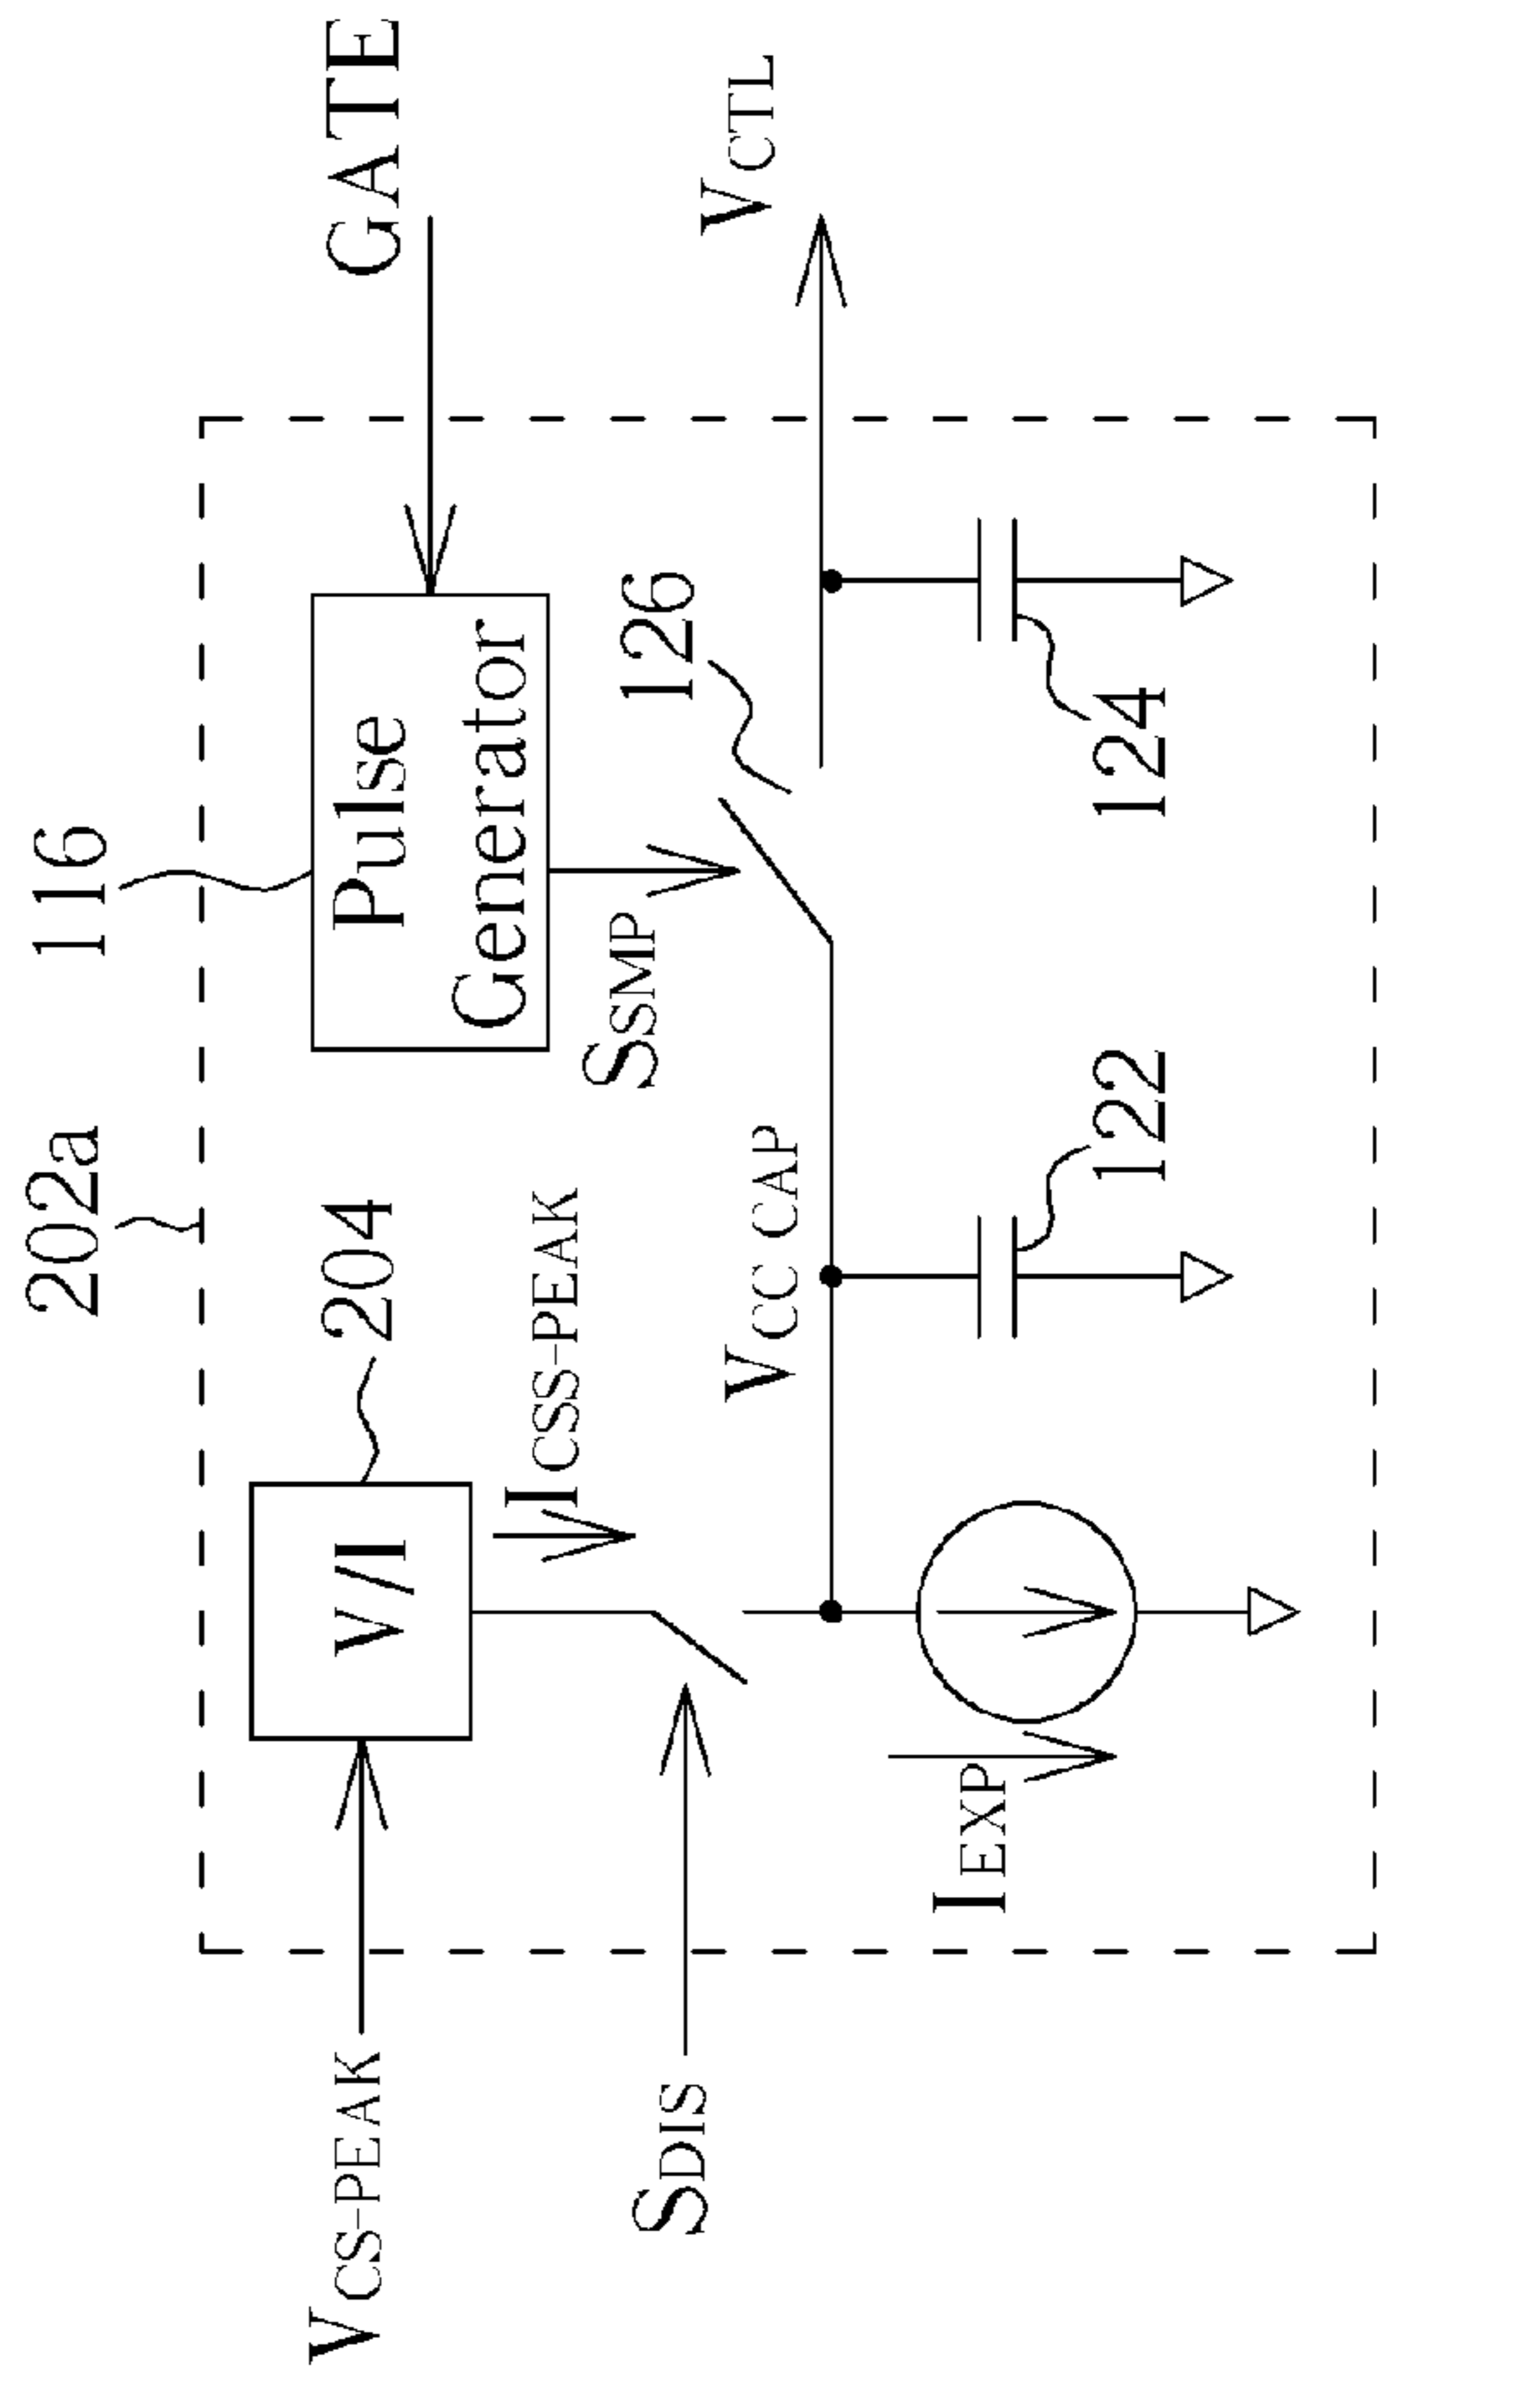 202a
116
204
V/I
Pulse
Generator
GATE
VCS-PEAK
ICSS-PEAK
SSMP
126
SDIS
VCC CAP
VCTL
IEXP
122
124